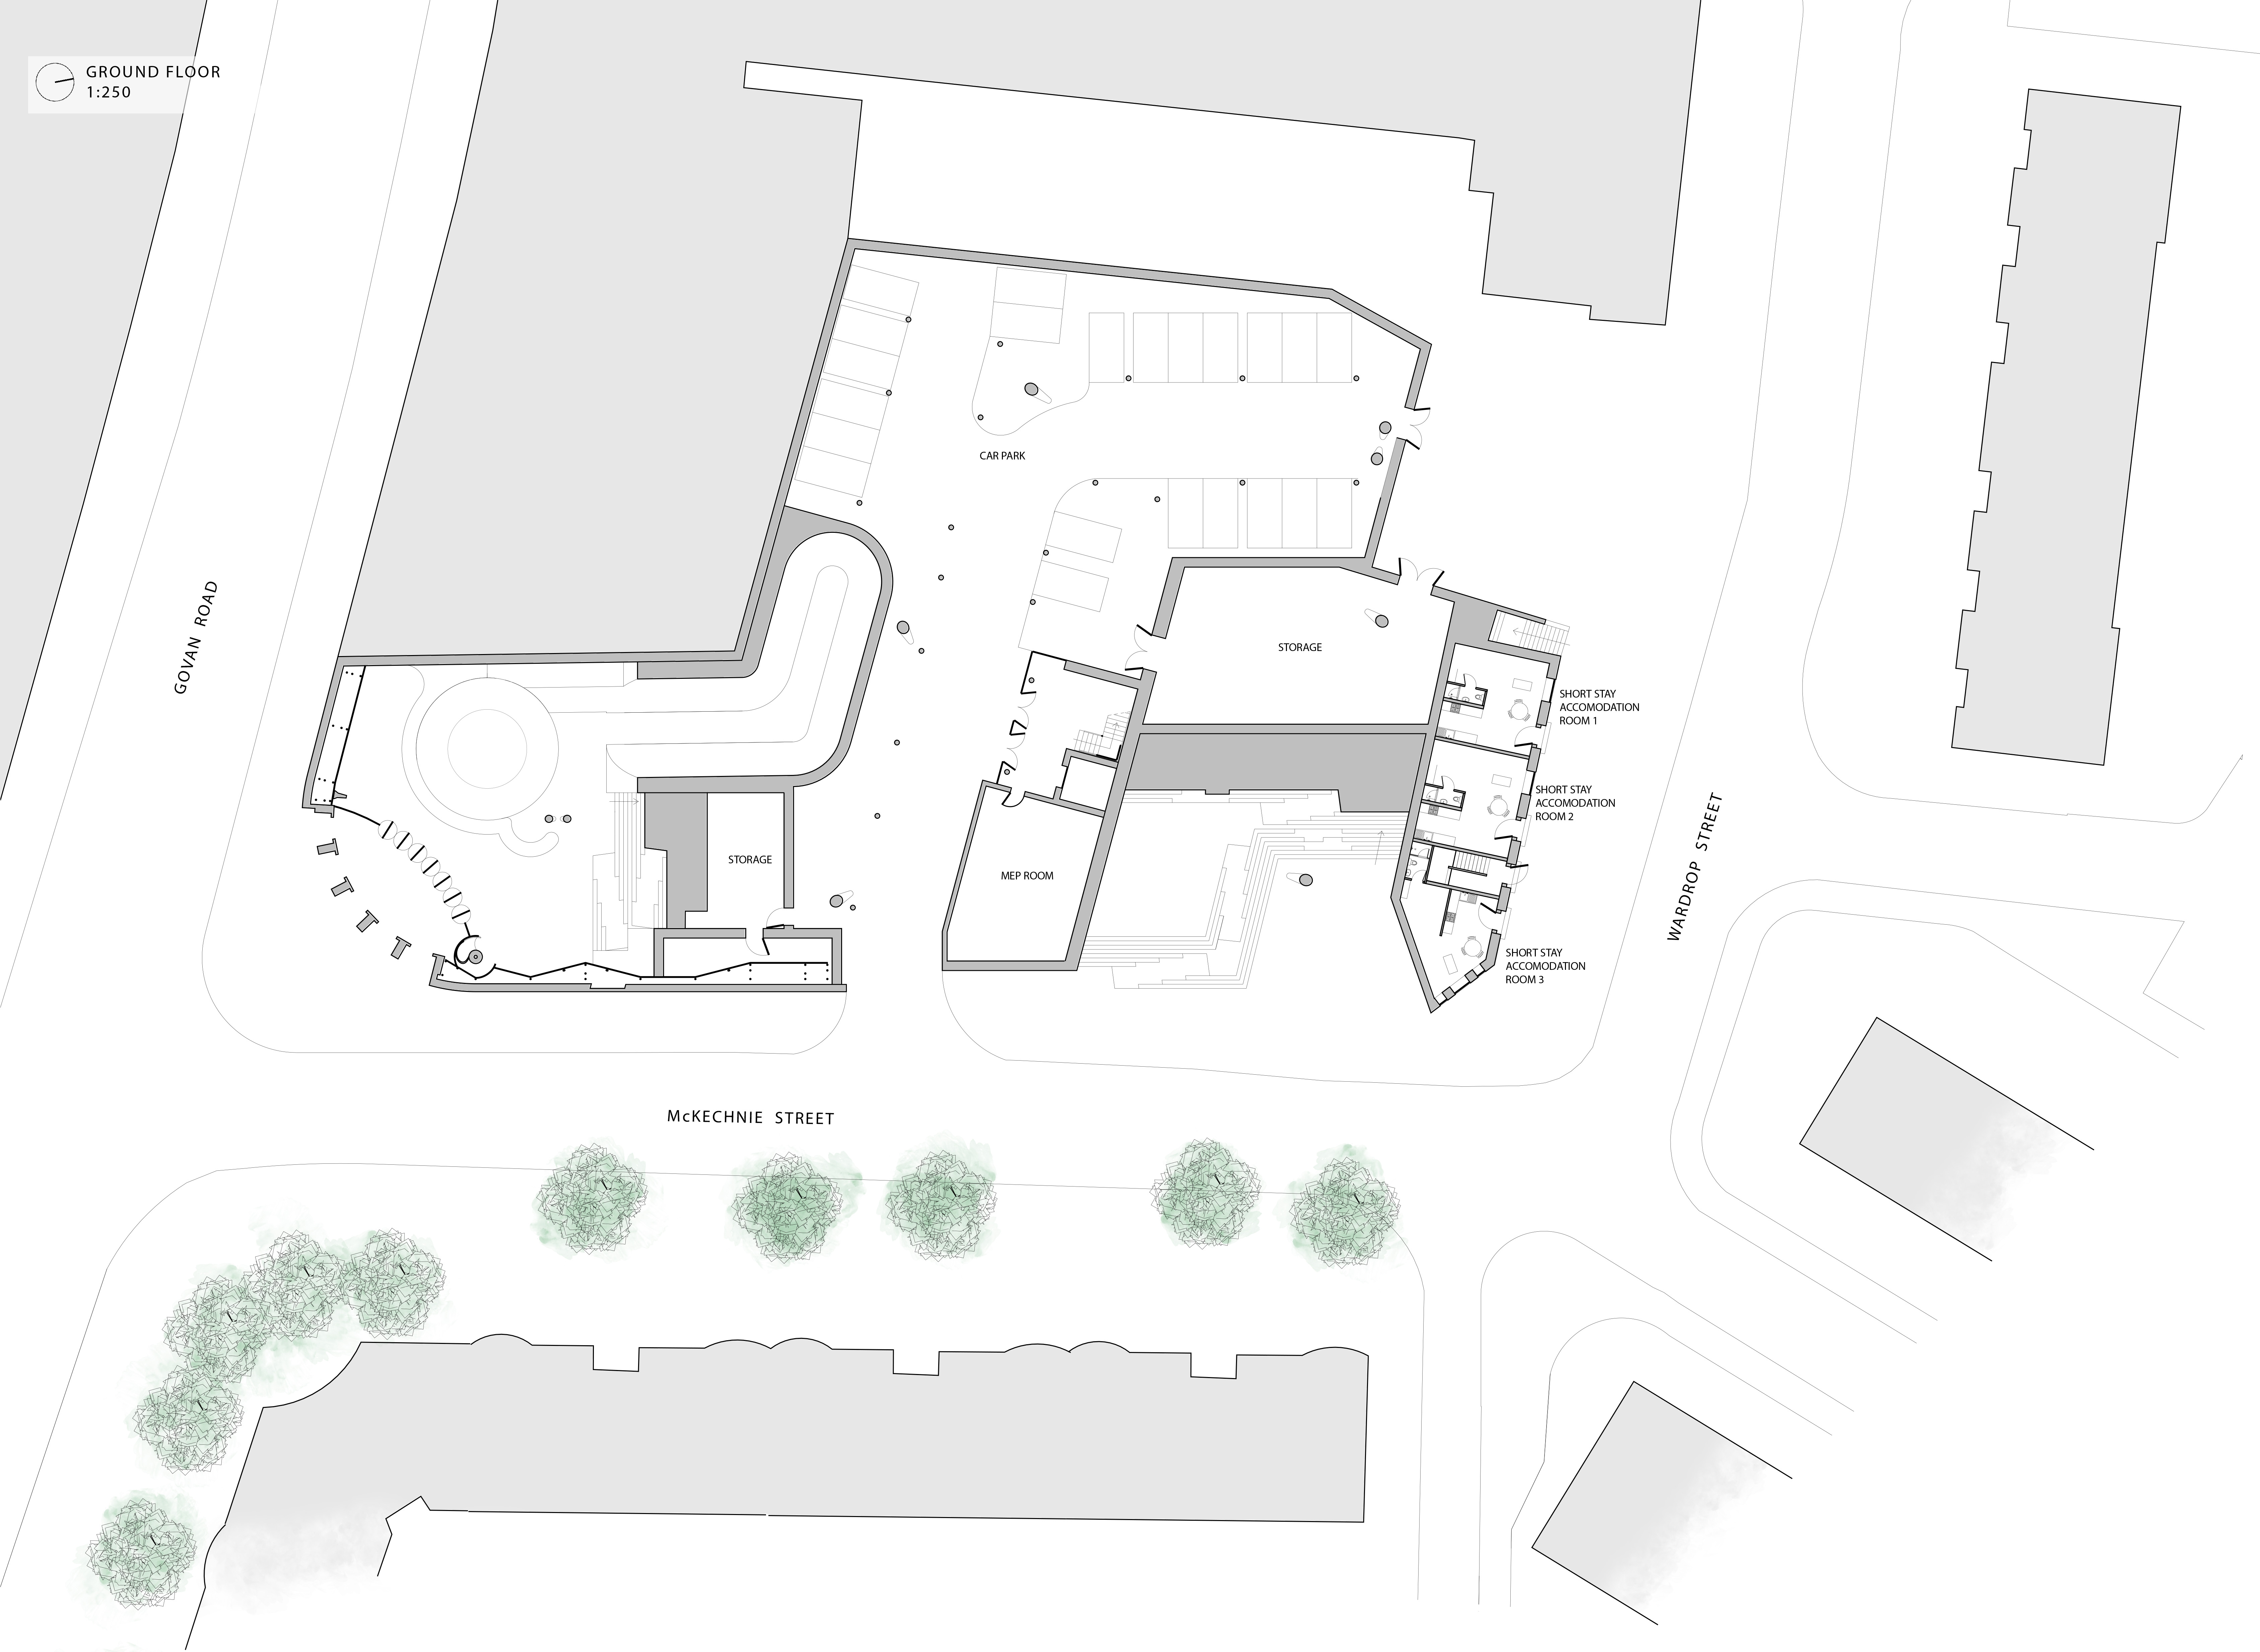 GROUND FLOOR
1:250
CAR PARK
GOVAN ROAD
STORAGE
SHORT STAY
ACCOMODATION
ROOM 1
SHORT STAY
ACCOMODATION
ROOM 2
WARDROP STREET
STORAGE
MEP ROOM
SHORT STAY
ACCOMODATION
ROOM 3
McKECHNIE STREET